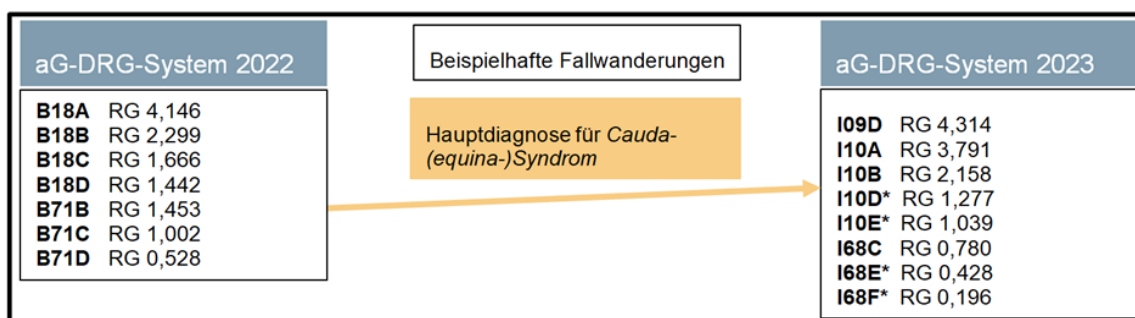 aG-DRG-System 2022
B18A RG 4,146
B18B RG 2,299
B18C RG 1,666
B18D RG 1,442
B71B RG 1,453
B71C RG 1,002
B71D RG 0,528
Beispielhafte Fallwanderungen
Hauptdiagnose für Cauda-
(equina-)Syndrom
aG-DRG-System 2023
I09D RG 4,314
I10A RG 3,791
I10B RG 2,158
I10D* RG 1,277
I10E* RG 1,039
I68C RG 0,780
I68E* RG 0,428
I68F* RG 0,196